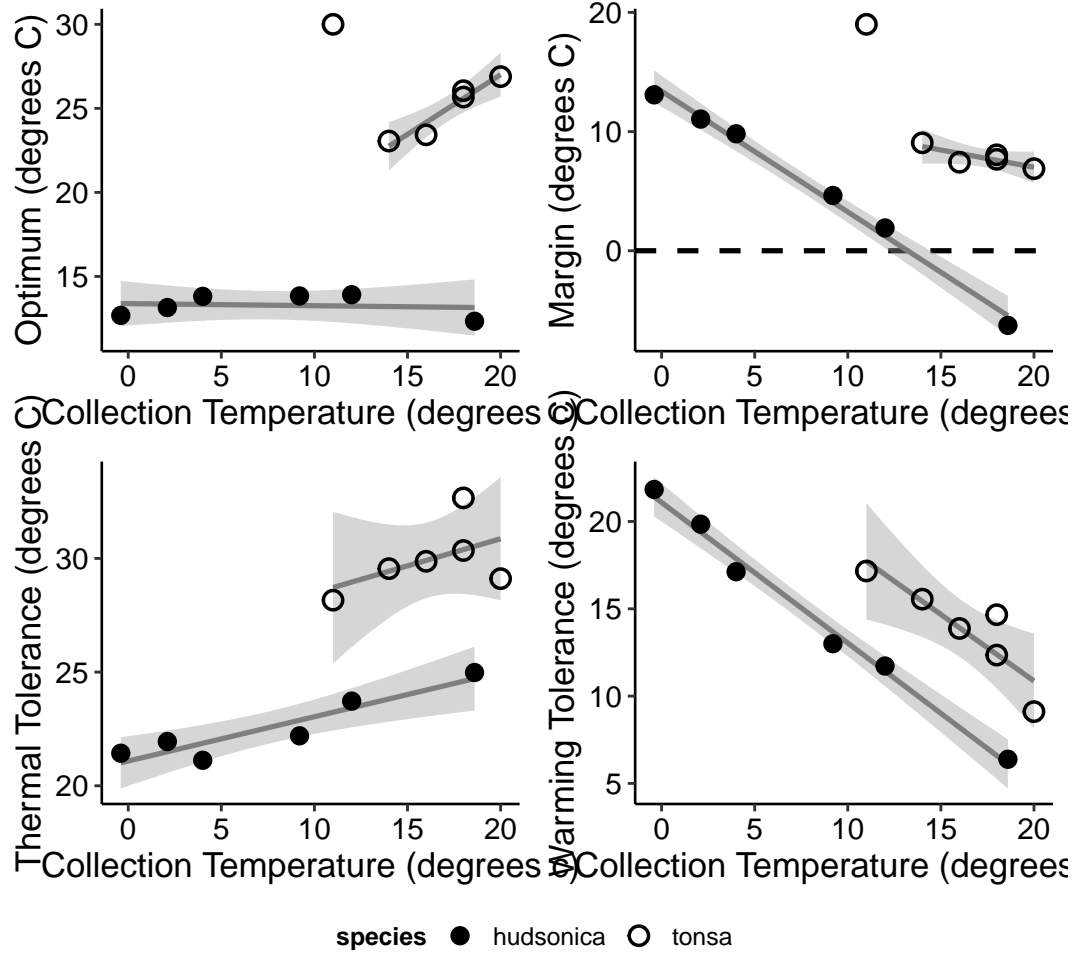 Optimum (degrees C)
30
25
20
15
0 5 10 15 20
Collection Temperature (degrees c)
Margin (degrees C)
20
10
0
0 5 10 15 20
Collection Temperature (degrees
Thermal Tolerance (degrees C)
30
25
20
0 5 10 15 20
Collection Temperature (degrees c)
Warming Tolerance (degrees C)
20
15
10
5
0 5 10 15 20
Collection Temperature (degrees
species hudsonica tonsa